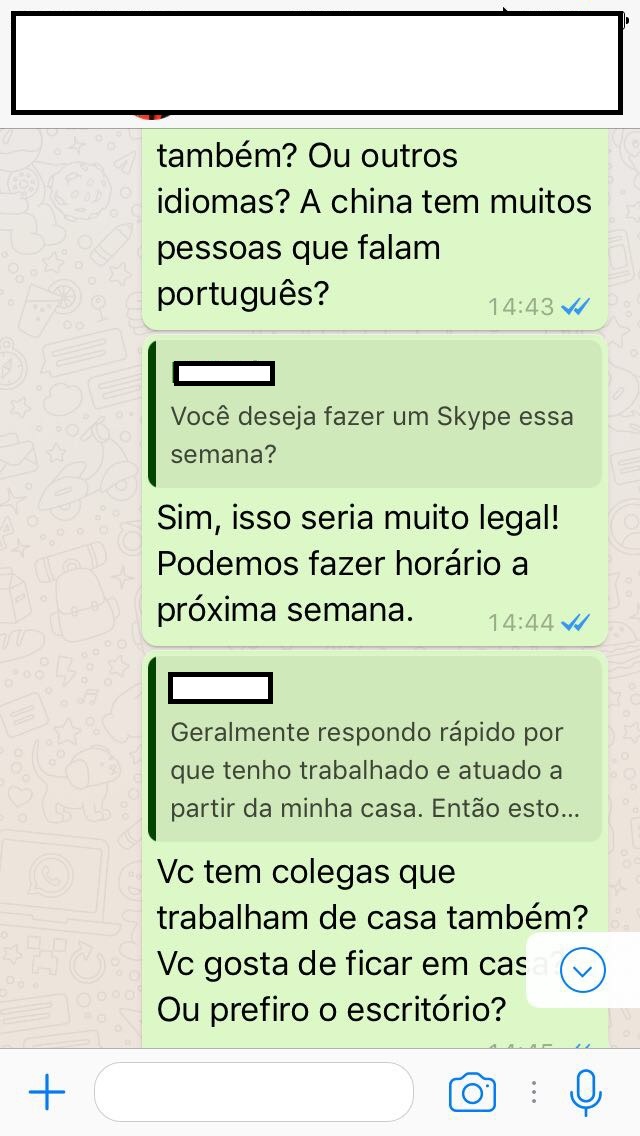 também? Ou outros
idiomas? A china tem muitos
pessoas que falam
português?
14:43
Você deseja fazer um Skype essa
semana?
Sim, isso seria muito legal!
Podemos fazer horário a
próxima semana.
14:44
Geralmente respondo rápido por
que tenho trabalhado e atuado a
partir da minha casa. Então esto...
Vc tem colegas que
trabalham de casa também?
Vc gosta de ficar em casa?
Ou prefiro o escritório?